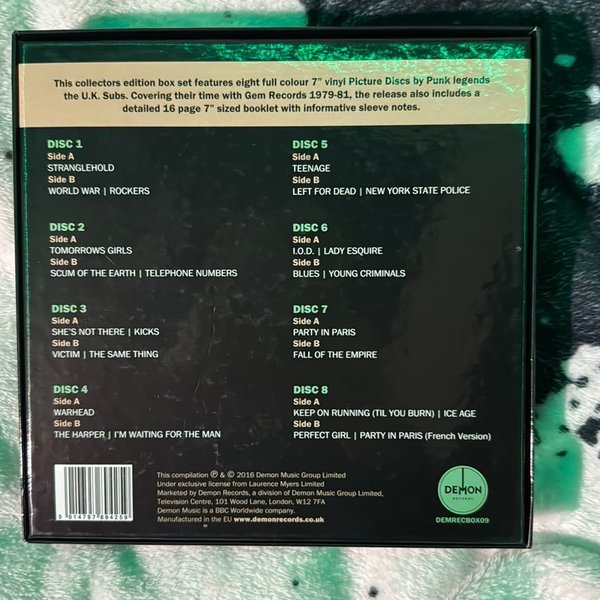 This collectors edition box set features eight full colour 7” vinyl Picture Discs by Punk legends
the U.K. Subs. Covering their time with Gem Records 1979-81, the release also includes a
detailed 16 page 7” sized booklet with informative sleeve notes.
DISC 1
Side A
STRANGLEHOLD
Side B
WORLD WAR | ROCKERS
DISC 2
Side A
TOMORROWS GIRLS
Side B
SCUM OF THE EARTH | TELEPHONE NUMBERS
DISC 3
Side A
SHE'S NOT THERE | KICKS
Side B
VICTIM | THE SAME THING
DISC 4
Side A
WARHEAD
Side B
THE HARPER | I'M WAITING FOR THE MAN
DISC 5
Side A
TEENAGE
Side B
LEFT FOR DEAD | NEW YORK STATE POLICE
DISC 6
Side A
I.O.D. | LADY ESQUIRE
Side B
BLUES | YOUNG CRIMINALS
DISC 7
Side A
PARTY IN PARIS
Side B
FALL OF THE EMPIRE
DISC 8
Side A
KEEP ON RUNNING (TIL YOU BURN) | ICE AGE
Side B
PERFECT GIRL | PARTY IN PARIS (French Version)
5 014797 894259
This compilation ℗ & © 2016 Demon Music Group Limited
Under exclusive license from Laurence Myers Limited
Marketed by Demon Records, a division of Demon Music Group Limited,
Television Centre, 101 Wood Lane, London, W12 7FA
Demon Music is a BBC Worldwide company.
Manufactured in the EU www.demonrecords.co.uk
DEMON
RECORDS
DEMRECBOX09